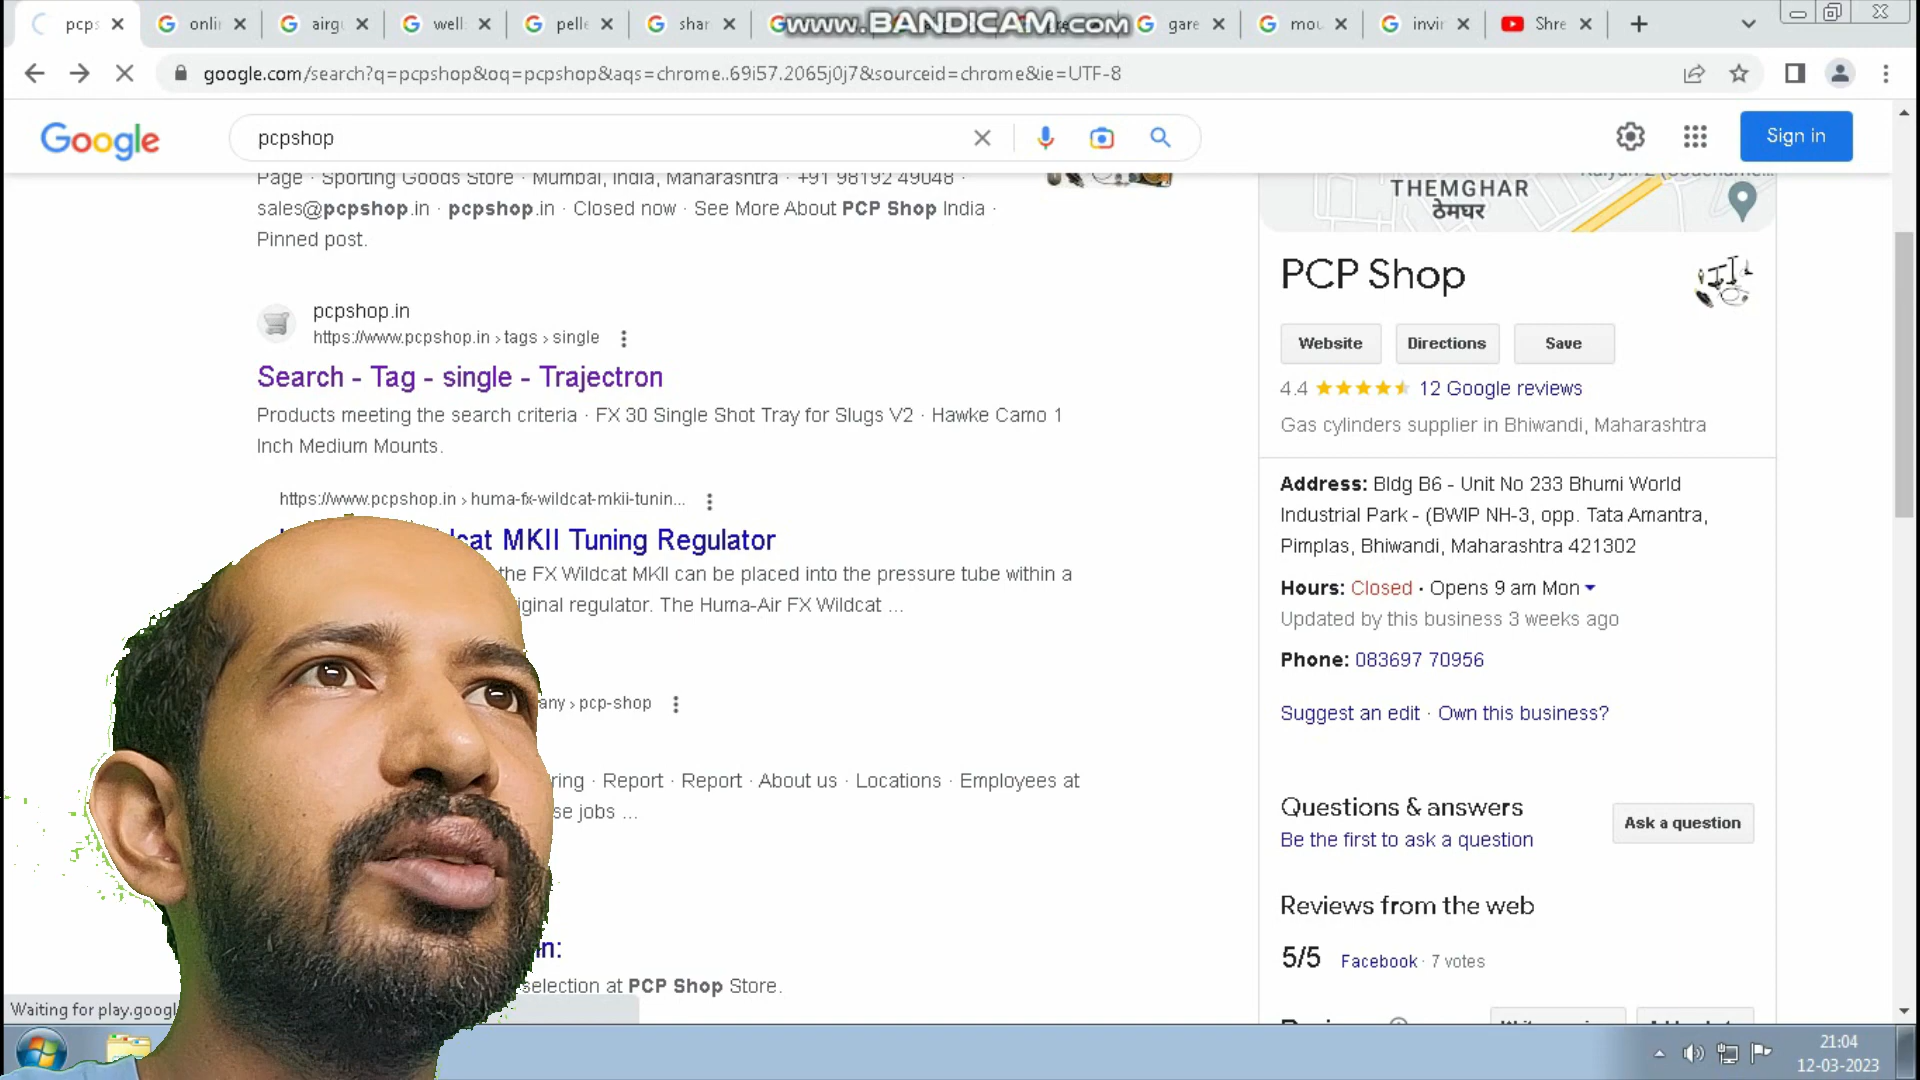 pcps
onlin
airgu
well
pelle
shar
www.BANDICAM.com
gare
mou
invin
Shre
google.com/search?q=pcpshop&oq=pcpshop&aqs=chrome..69i57.2065j0j7&sourceid=chrome&ie=UTF-8
Google
pcpshop
Sign in
Page · Sporting Goods Store · Mumbai, India, Maharashtra · +91 98192 49048 ·
sales@pcpshop.in · pcpshop.in · Closed now · See More About PCP Shop India ·
Pinned post.
pcpshop.in
https://www.pcpshop.in › tags › single
Search - Tag - single - Trajectron
Products meeting the search criteria · FX 30 Single Shot Tray for Slugs V2 · Hawke Camo 1
Inch Medium Mounts.
https://www.pcpshop.in › huma-fx-wildcat-mkii-tunin...
cat MKII Tuning Regulator
the FX Wildcat MKII can be placed into the pressure tube within a
iginal regulator. The Huma-Air FX Wildcat ...
any › pcp-shop
ring · Report · Report · About us · Locations · Employees at
se jobs ...
in:
selection at PCP Shop Store.
Waiting for play.googl
THEMGHAR
ठेमघर
PCP Shop
Website
Directions
Save
4.4
12 Google reviews
Gas cylinders supplier in Bhiwandi, Maharashtra
Address: Bldg B6 - Unit No 233 Bhumi World
Industrial Park - (BWIP NH-3, opp. Tata Amantra,
Pimplas, Bhiwandi, Maharashtra 421302
Hours: Closed · Opens 9 am Mon
Updated by this business 3 weeks ago
Phone: 083697 70956
Suggest an edit · Own this business?
Questions & answers
Be the first to ask a question
Ask a question
Reviews from the web
5/5 Facebook · 7 votes
21:04
12-03-2023